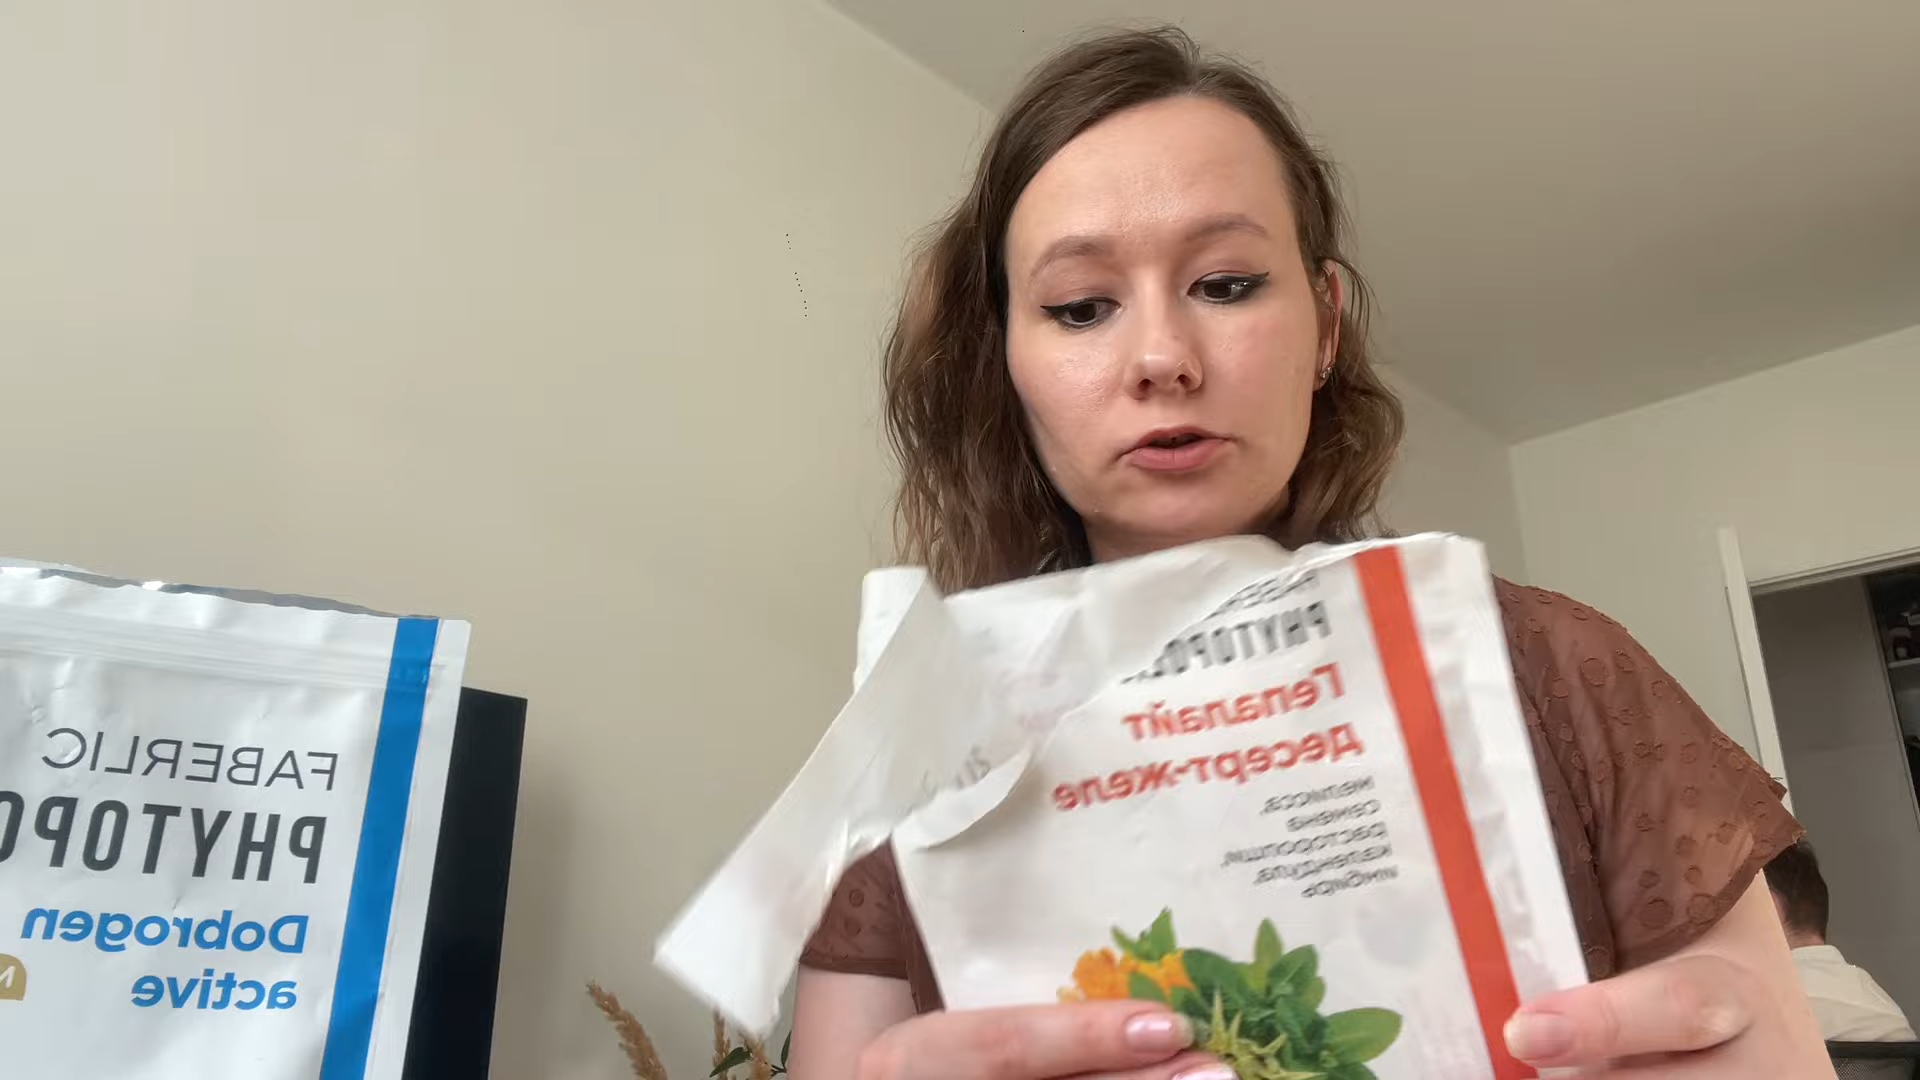 FABERLIC
PHYTOPO
Dobrogen
active
N
PHYTOPO
Гепалайт
Десерт-желе
мелисса,
семена
расторопши,
календула,
имбирь